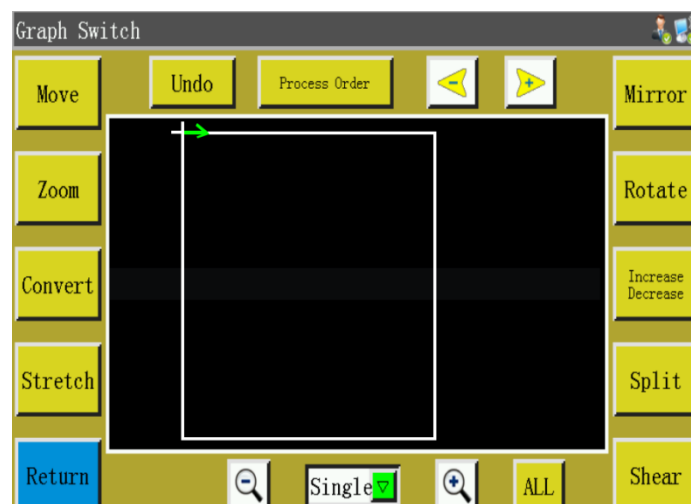 Graph Switch
Undo
Process Order
-
+
Move
Mirror
Zoom
Rotate
Convert
Increase
Decrease
Stretch
Split
Return
Single
ALL
Shear